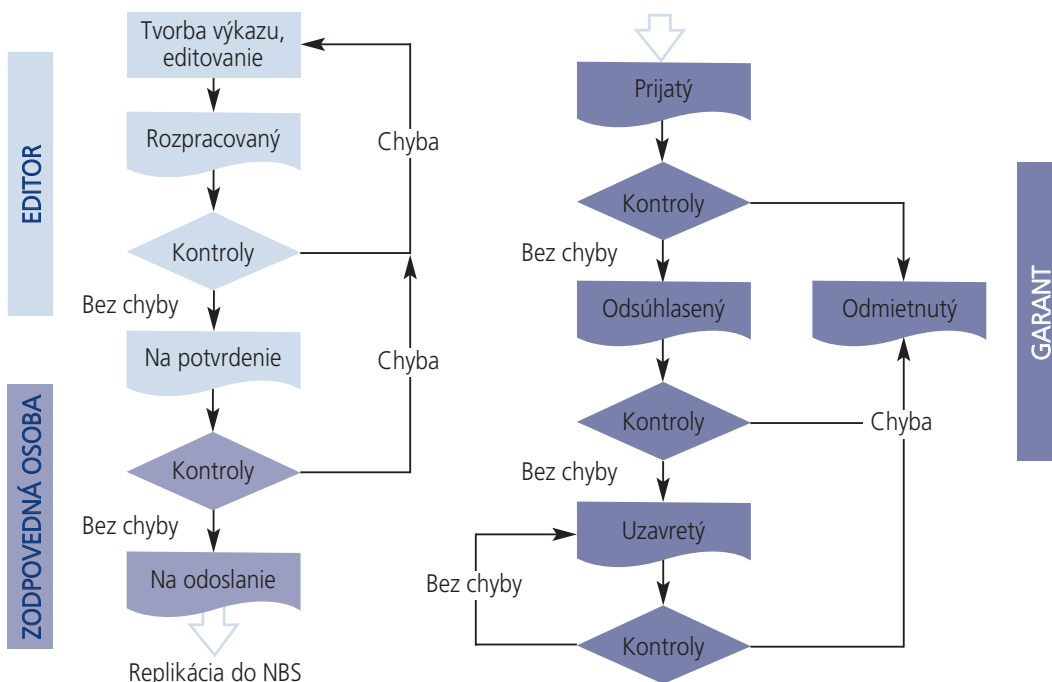 EDITOR
ZODPOVEDNÁ OSOBA
Tvorba výkazu,
editovanie
Rozpracovaný
Chyba
Kontroly
Bez chyby
Na potvrdenie
Chyba
Kontroly
Bez chyby
Na odoslanie
Replikácia do NBS
Prijatý
Kontroly
Bez chyby
Odsúhlasený
Odmietnutý
Kontroly
Chyba
Bez chyby
Uzavretý
Bez chyby
Kontroly
GARANT